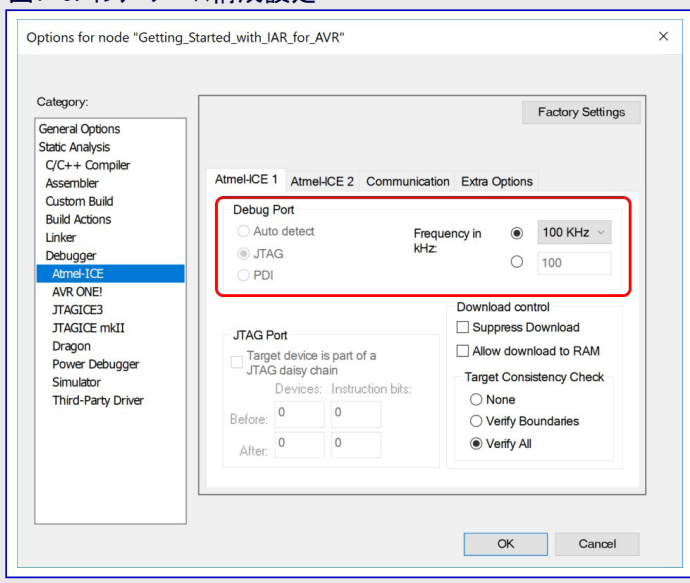 Options for node "Getting_Started_with_IAR_for_AVR"
Category:
Factory Settings
General Options
Static Analysis
C/C++ Compiler
Assembler
Custom Build
Build Actions
Linker
Debugger
Atmel-ICE
AVR ONE!
JTAGICE3
JTAGICE mkII
Dragon
Power Debugger
Simulator
Third-Party Driver
Atmel-ICE 1 Atmel-ICE 2 Communication Extra Options
Debug Port
Auto detect
JTAG
PDI
Frequency in
kHz:
100 KHz
100
JTAG Port
Target device is part of a
JTAG daisy chain
Devices: Instruction bits:
Before: 0 0
After: 0 0
Download control
Suppress Download
Allow download to RAM
Target Consistency Check
None
Verify Boundaries
Verify All
OK Cancel